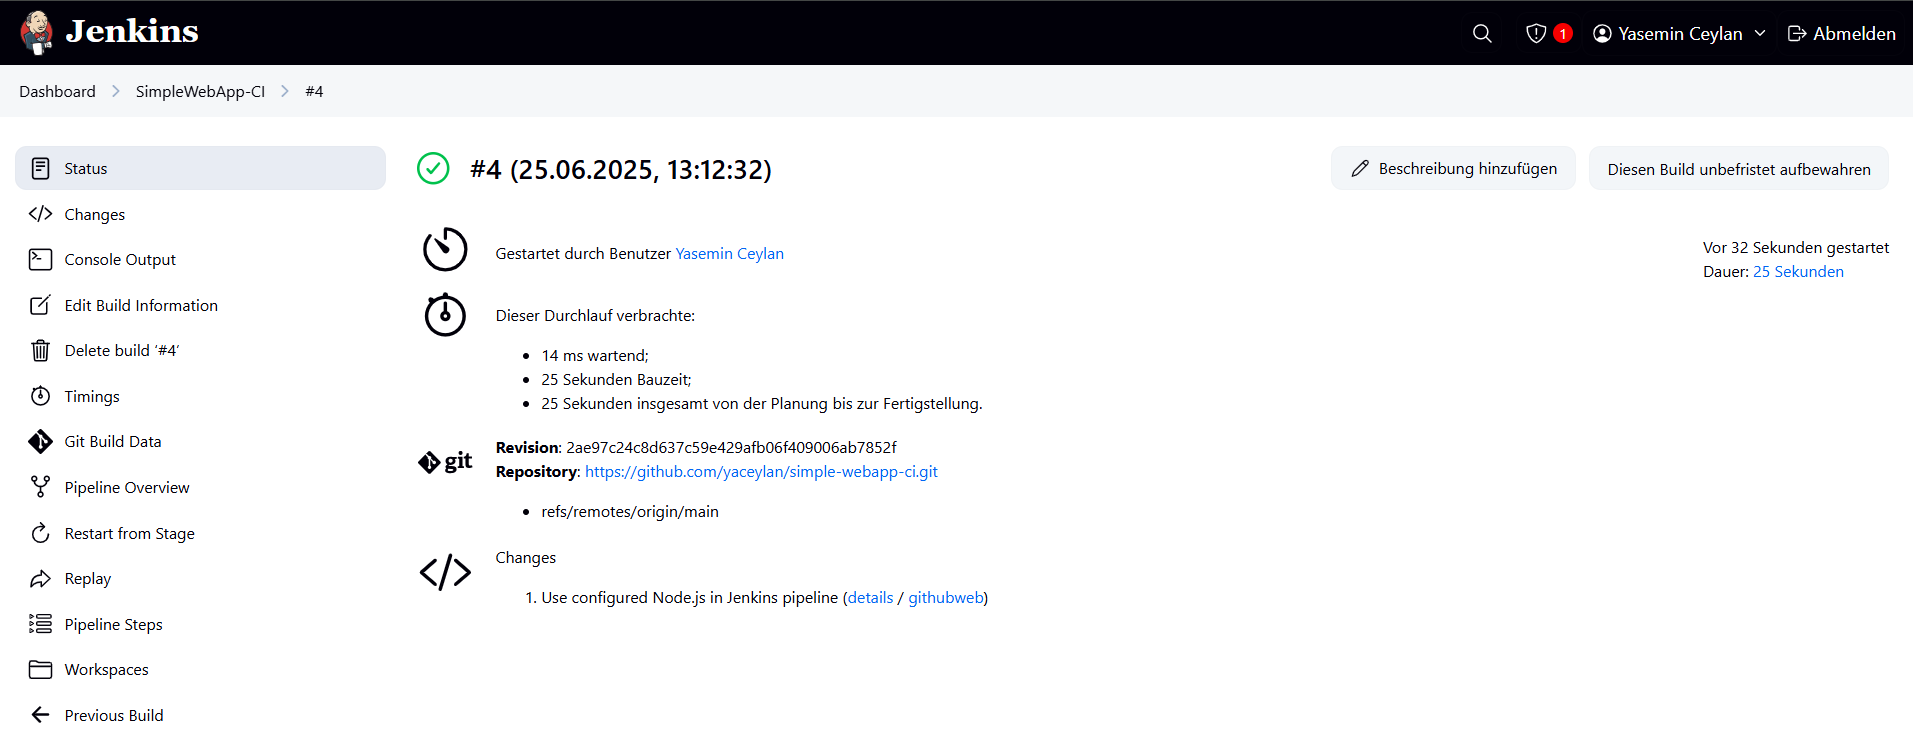 Jenkins
1
Yasemin Ceylan
Abmelden
Dashboard
SimpleWebApp-CI
#4
Status
Changes
Console Output
Edit Build Information
Delete build ‘#4’
Timings
Git Build Data
Pipeline Overview
Restart from Stage
Replay
Pipeline Steps
Workspaces
Previous Build
#4 (25.06.2025, 13:12:32)
Beschreibung hinzufügen
Diesen Build unbefristet aufbewahren
Gestartet durch Benutzer Yasemin Ceylan
Vor 32 Sekunden gestartet
Dauer: 25 Sekunden
Dieser Durchlauf verbrachte:
14 ms wartend;
25 Sekunden Bauzeit;
25 Sekunden insgesamt von der Planung bis zur Fertigstellung.
git
Revision: 2ae97c24c8d637c59e429afb06f409006ab7852f
Repository: https://github.com/yaceylan/simple-webapp-ci.git
refs/remotes/origin/main
Changes
1. Use configured Node.js in Jenkins pipeline (details / githubweb)